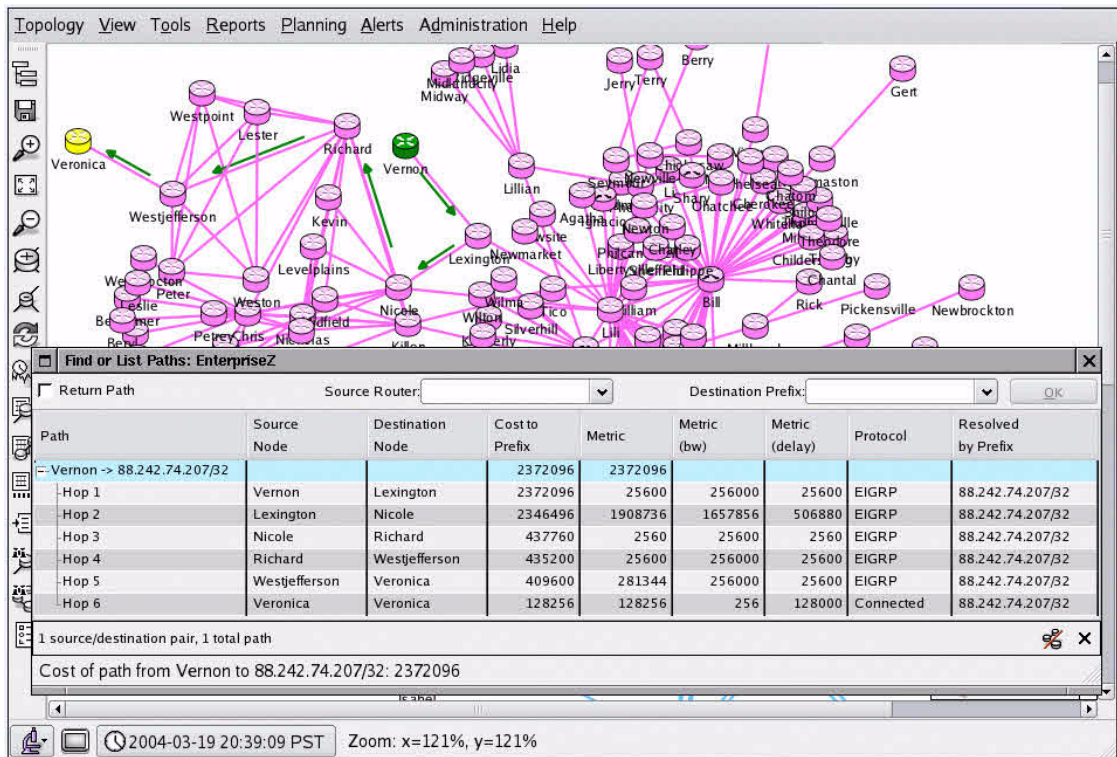 Topology View Tools Reports Planning Alerts Administration Help
Lidia
Midway
Jerry
Terry
Berry
Gert
Westpoint
Lester
Richard
Vernon
Veronica
Lillian
Westjefferson
Kevin
Agatha
Ignacio
Newton
Lexington
Newmarket
Levelplains
Chantal
Peter
Weston
Nicole
Wilma
Tico
Silverhill
Lili
Bill
Rick
Pickensville
Newbrockton
Find or List Paths: EnterpriseZ
Return Path Source Router: Destination Prefix: OK
Path Source Node Destination Node Cost to Prefix Metric Metric (bw) Metric (delay) Protocol Resolved by Prefix
Vernon -> 88.242.74.207/32 2372096 2372096
Hop 1 Vernon Lexington 2372096 25600 256000 25600 EIGRP 88.242.74.207/32
Hop 2 Lexington Nicole 2346496 1908736 1657856 506880 EIGRP 88.242.74.207/32
Hop 3 Nicole Richard 437760 2560 25600 2560 EIGRP 88.242.74.207/32
Hop 4 Richard Westjefferson 435200 25600 256000 25600 EIGRP 88.242.74.207/32
Hop 5 Westjefferson Veronica 409600 281344 256000 25600 EIGRP 88.242.74.207/32
Hop 6 Veronica Veronica 128256 128256 256 128000 Connected 88.242.74.207/32
1 source/destination pair, 1 total path
Cost of path from Vernon to 88.242.74.207/32: 2372096
2004-03-19 20:39:09 PST Zoom: x=121%, y=121%